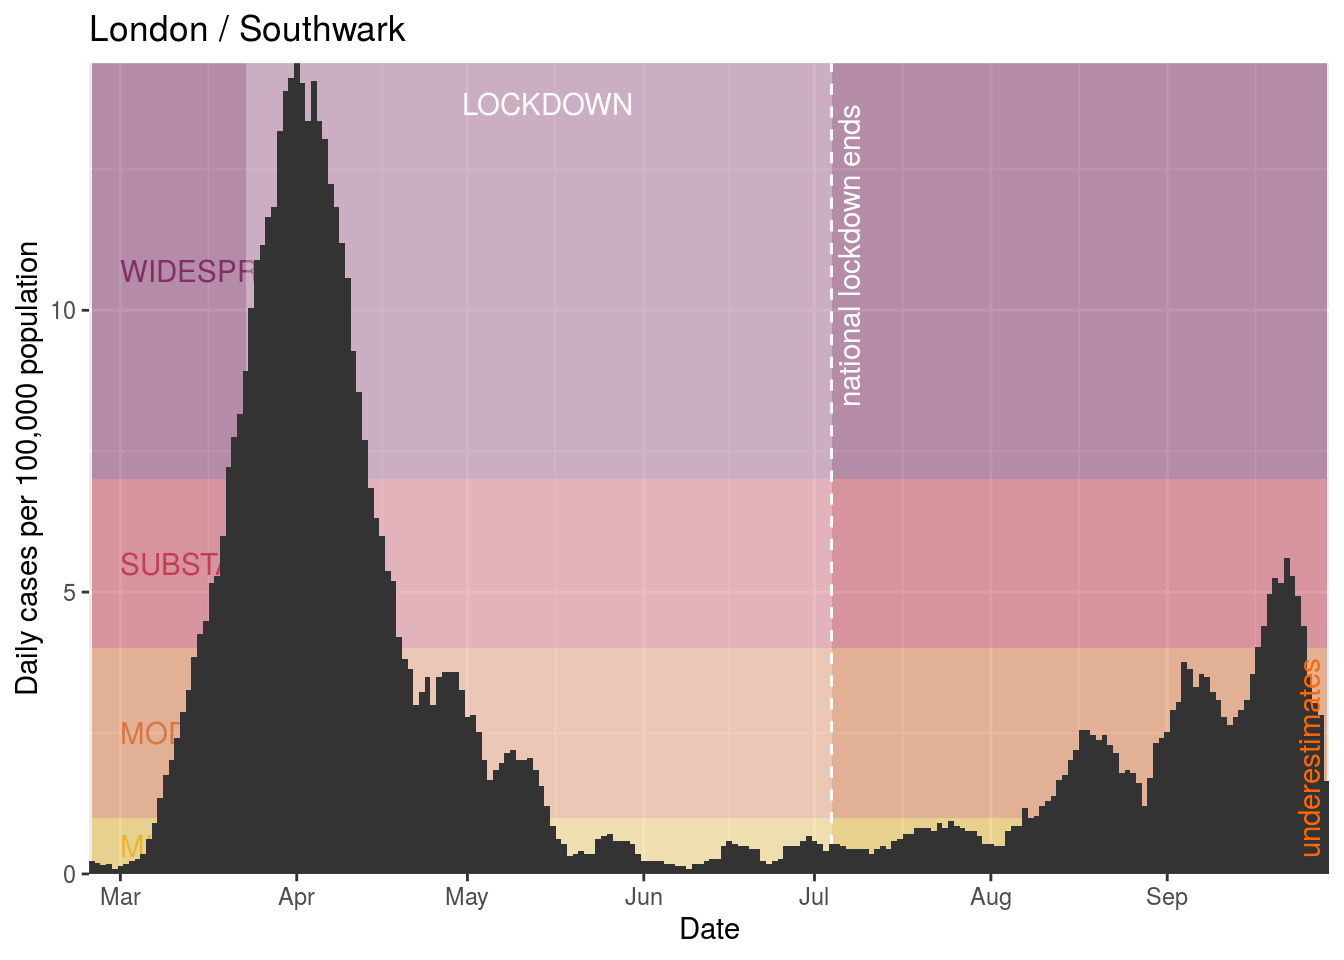 London / Southwark
LOCKDOWN
national lockdown ends
WIDESPR
SUBSTA
MOD
M
underestimates
Daily cases per 100,000 population
10
5
0
Mar Apr May Jun Jul Aug Sep
Date